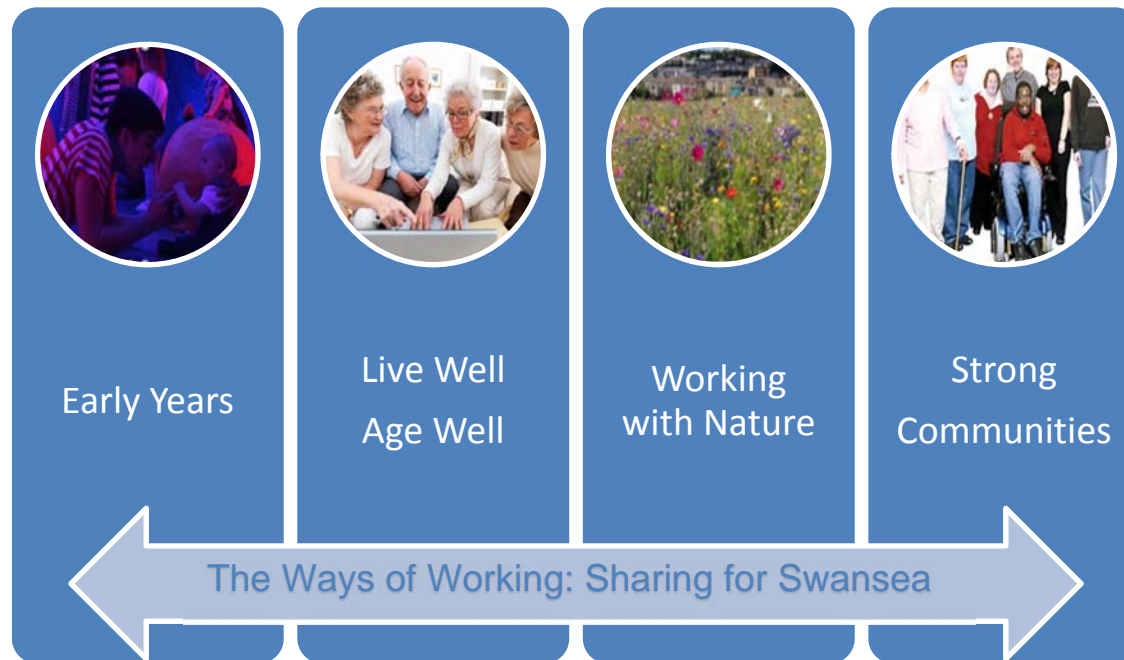 Early Years
Live Well
Age Well
Working
with Nature
Strong
Communities
The Ways of Working: Sharing for Swansea